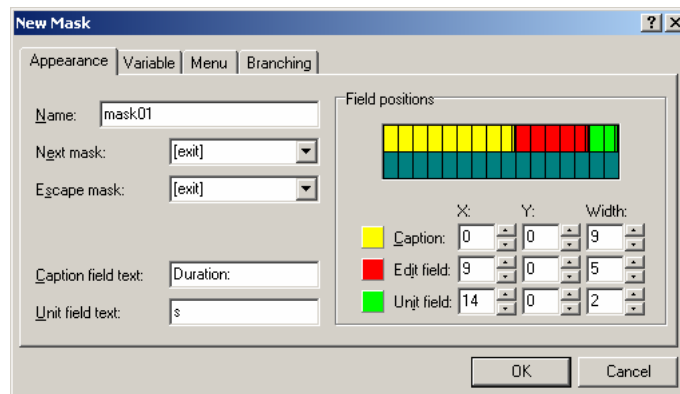 New Mask
Appearance Variable Menu Branching
Name: mask01
Next mask: [exit]
Escape mask: [exit]
Caption field text: Duration:
Unit field text: s
Field positions
X: Y: Width:
Caption: 0 0 9
Edit field: 9 0 5
Unit field: 14 0 2
OK Cancel